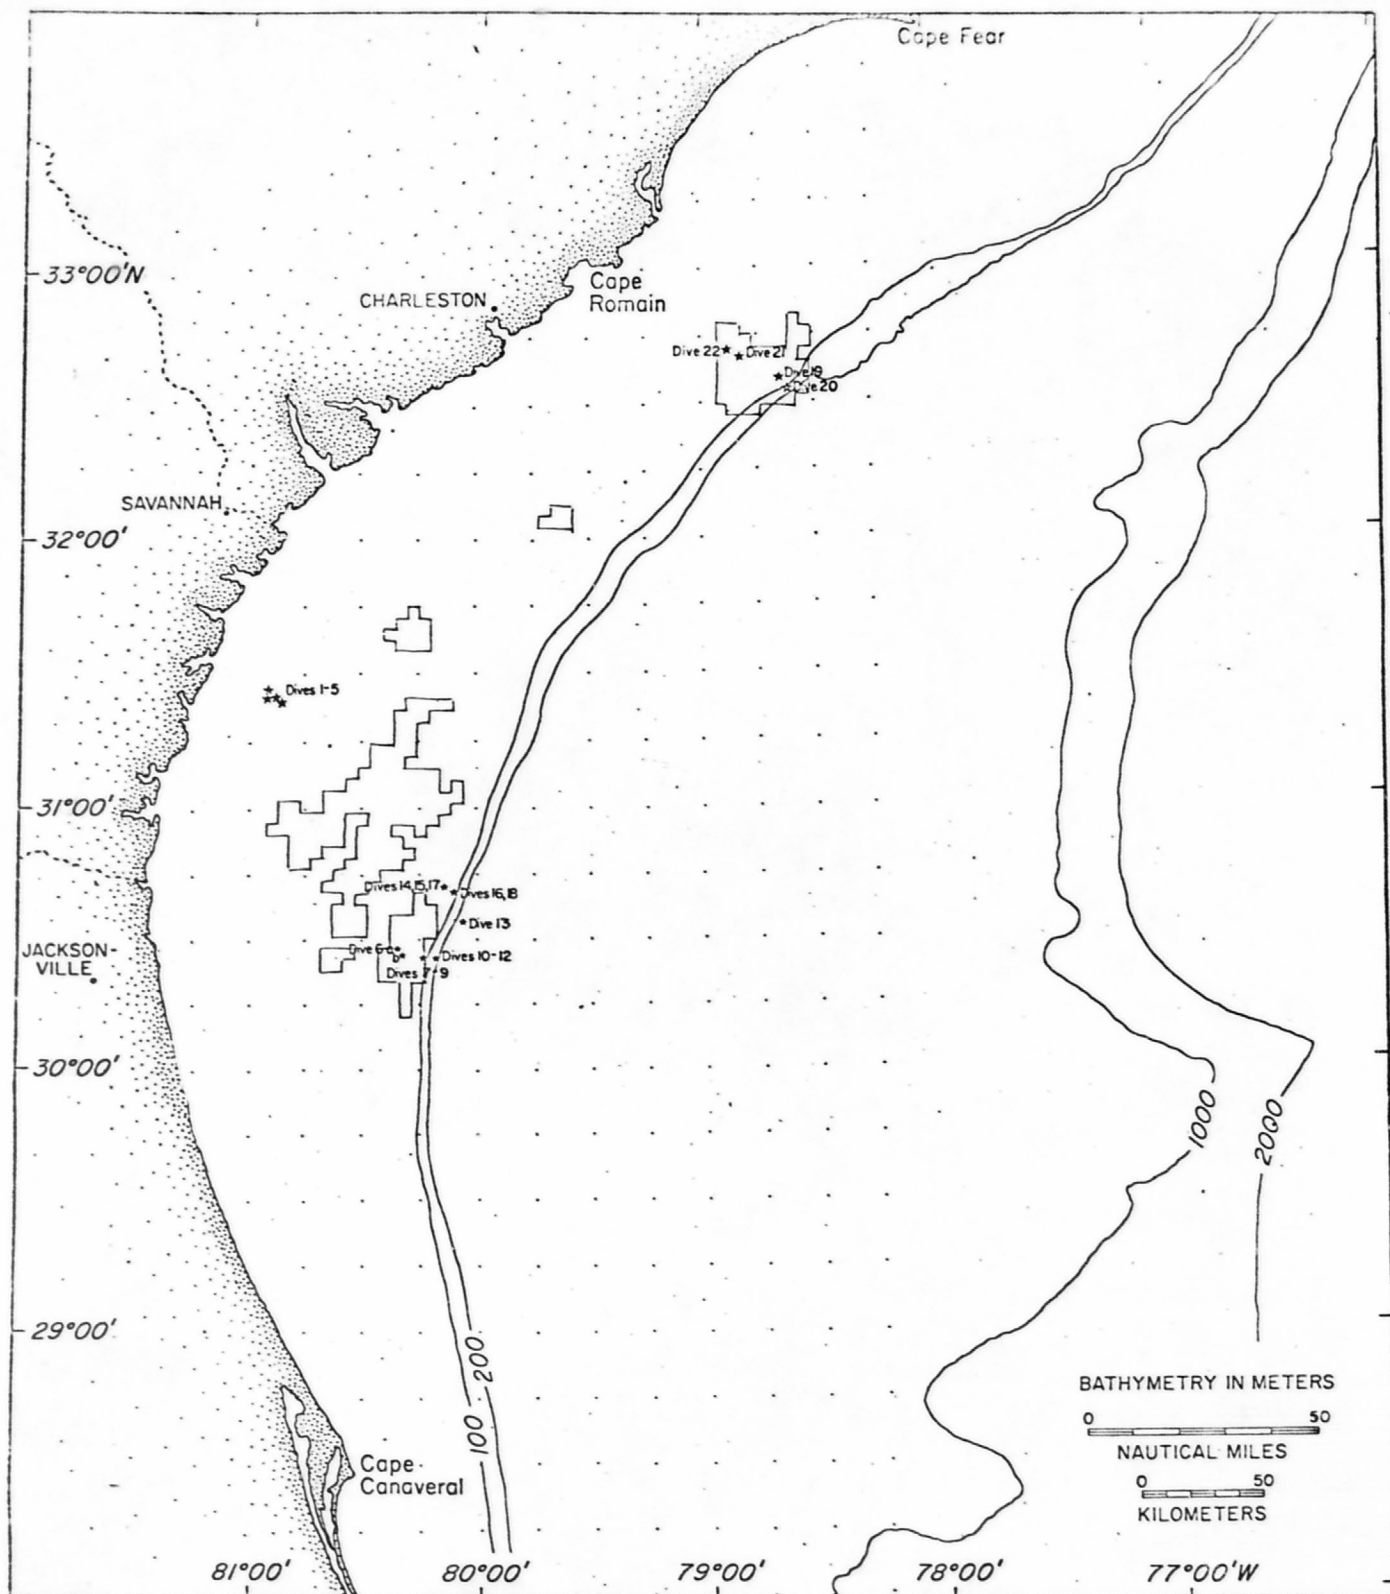 Cape Fear
33°00'N
CHARLESTON
Cape
Romain
Dive 22
Dive 21
Dive 19
Dive 20
SAVANNAH
32°00'
Dives 1-5
31°00'
Dives 14,15,17
Dives 16,18
Dive 13
JACKSON-
VILLE
Dive 6-a
b
Dives 10-12
Dives 7-9
30°00'
1000
2000
29°00'
200
100
BATHYMETRY IN METERS
0 50
NAUTICAL MILES
0 50
KILOMETERS
Cape
Canaveral
81°00' 80°00' 79°00' 78°00' 77°00'W